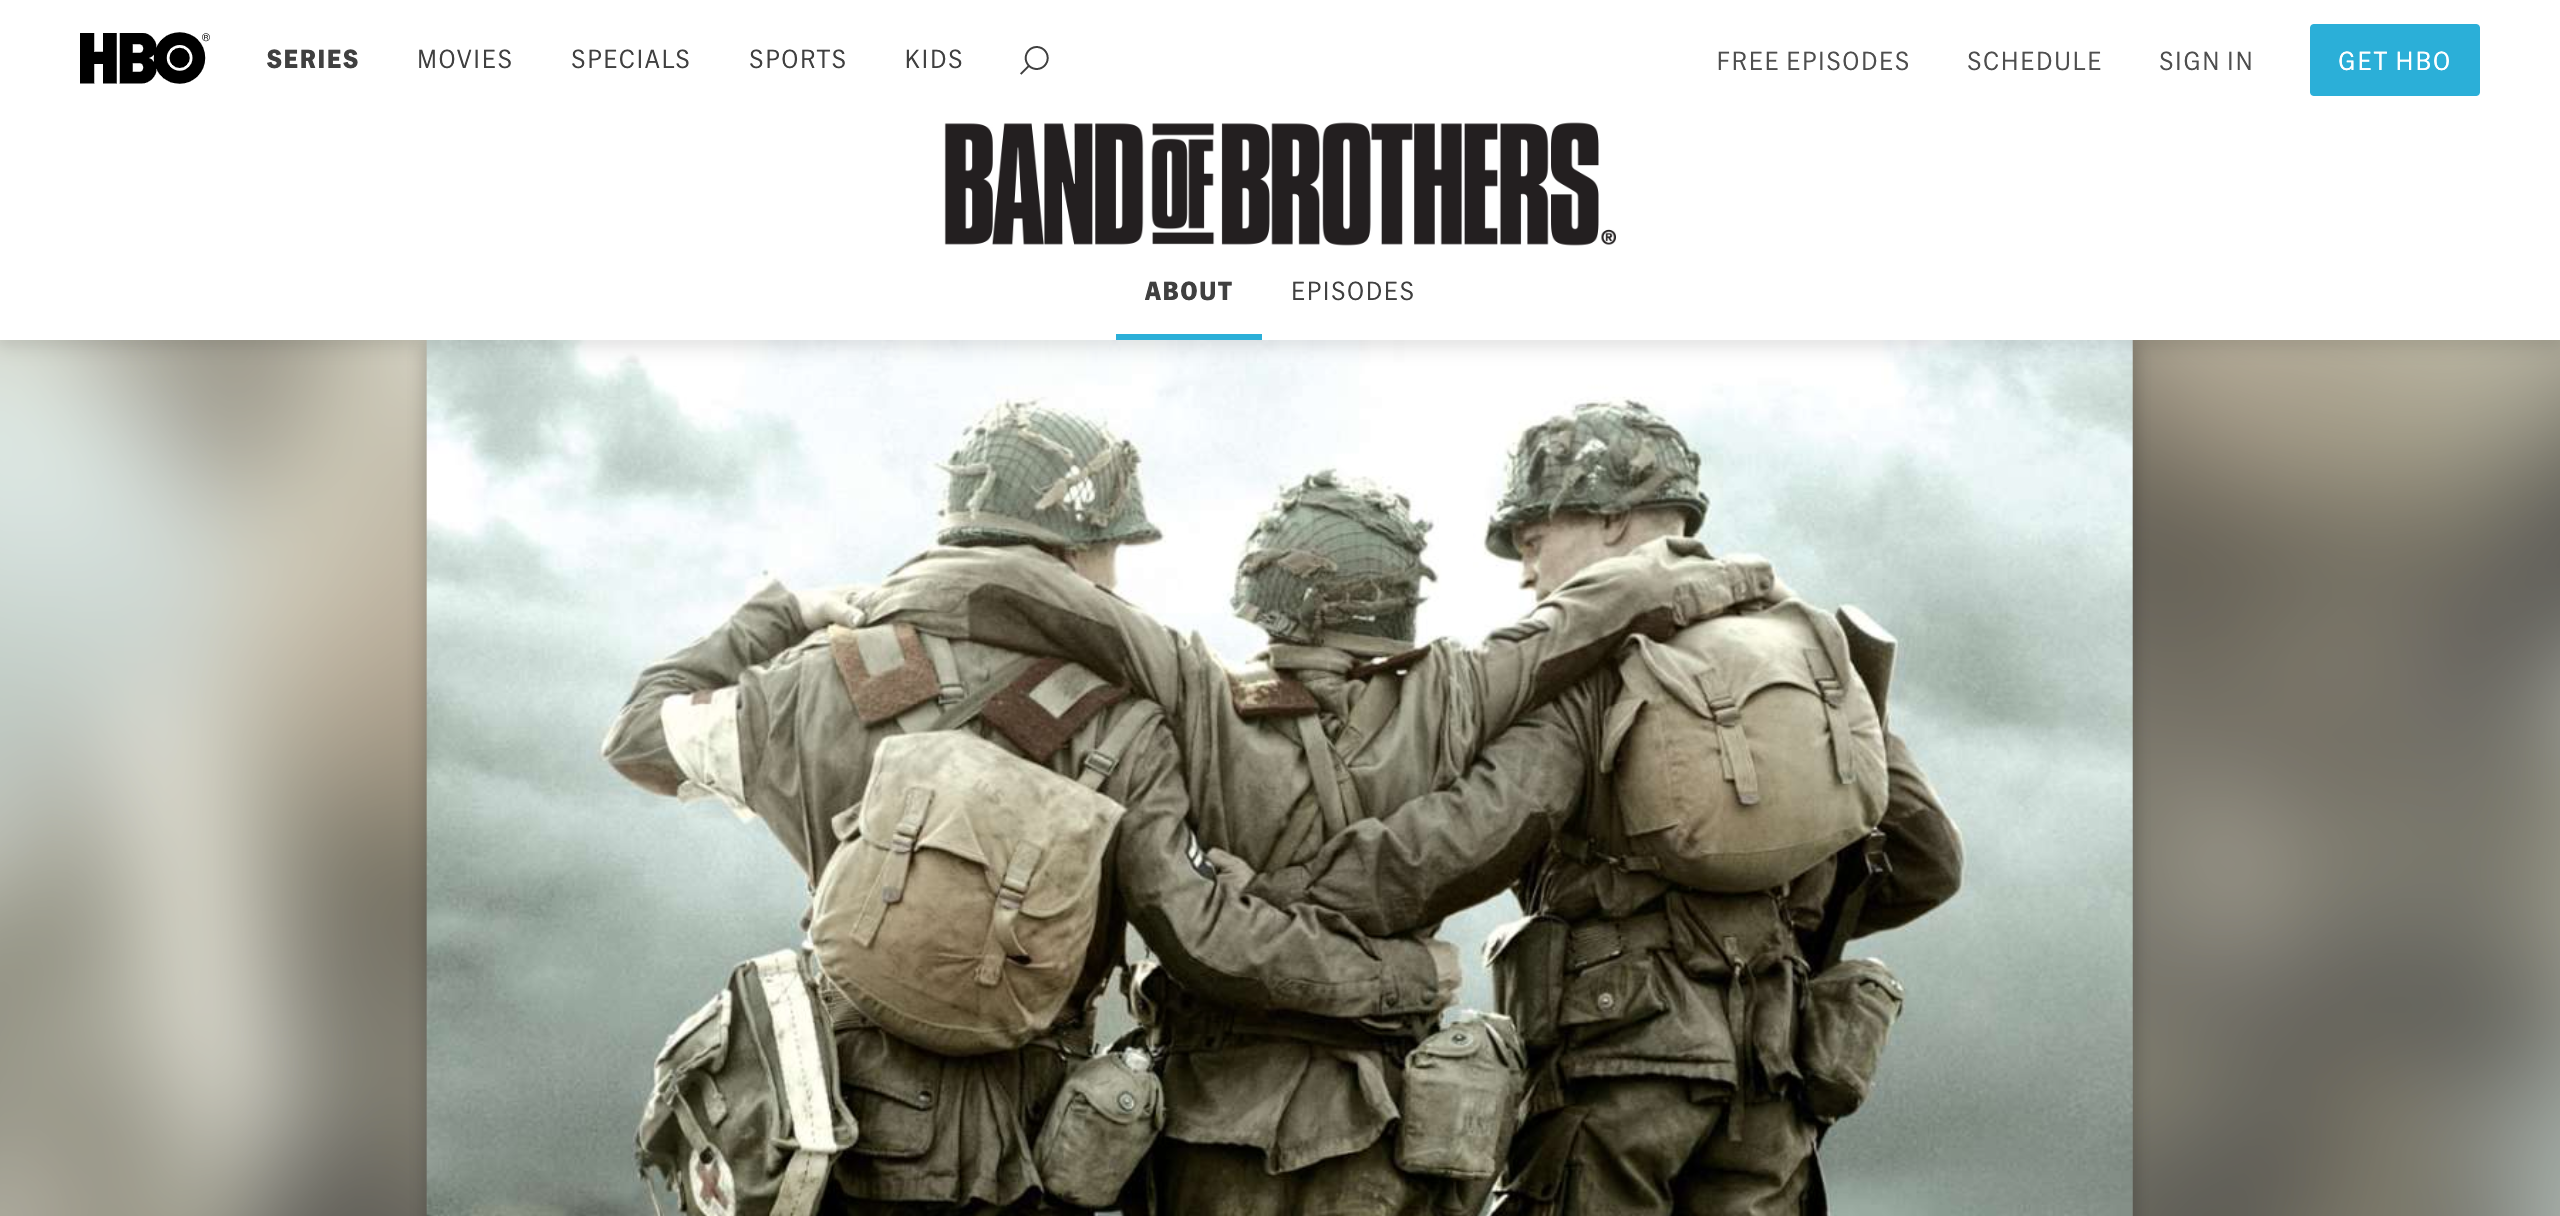 HBO®
SERIES MOVIES SPECIALS SPORTS KIDS
FREE EPISODES SCHEDULE SIGN IN GET HBO
BAND OF BROTHERS®
ABOUT EPISODES